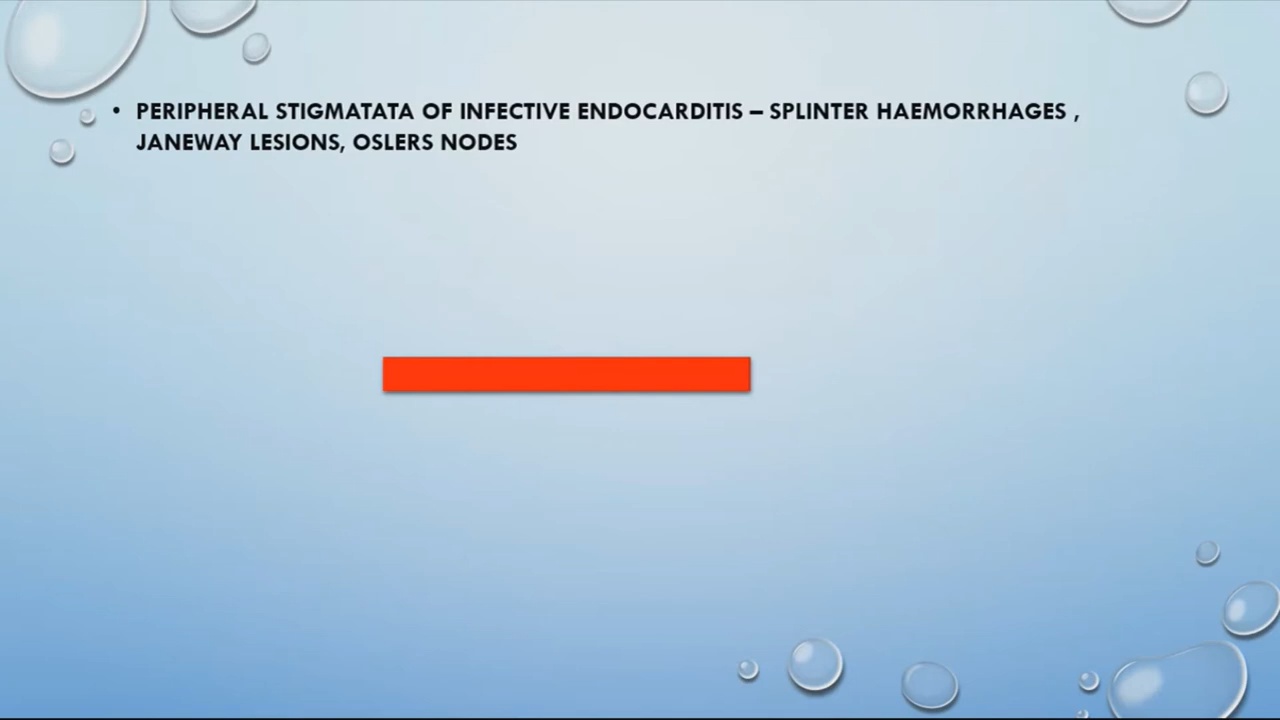 • PERIPHERAL STIGMATATA OF INFECTIVE ENDOCARDITIS – SPLINTER HAEMORRHAGES ,
JANEWAY LESIONS, OSLERS NODES